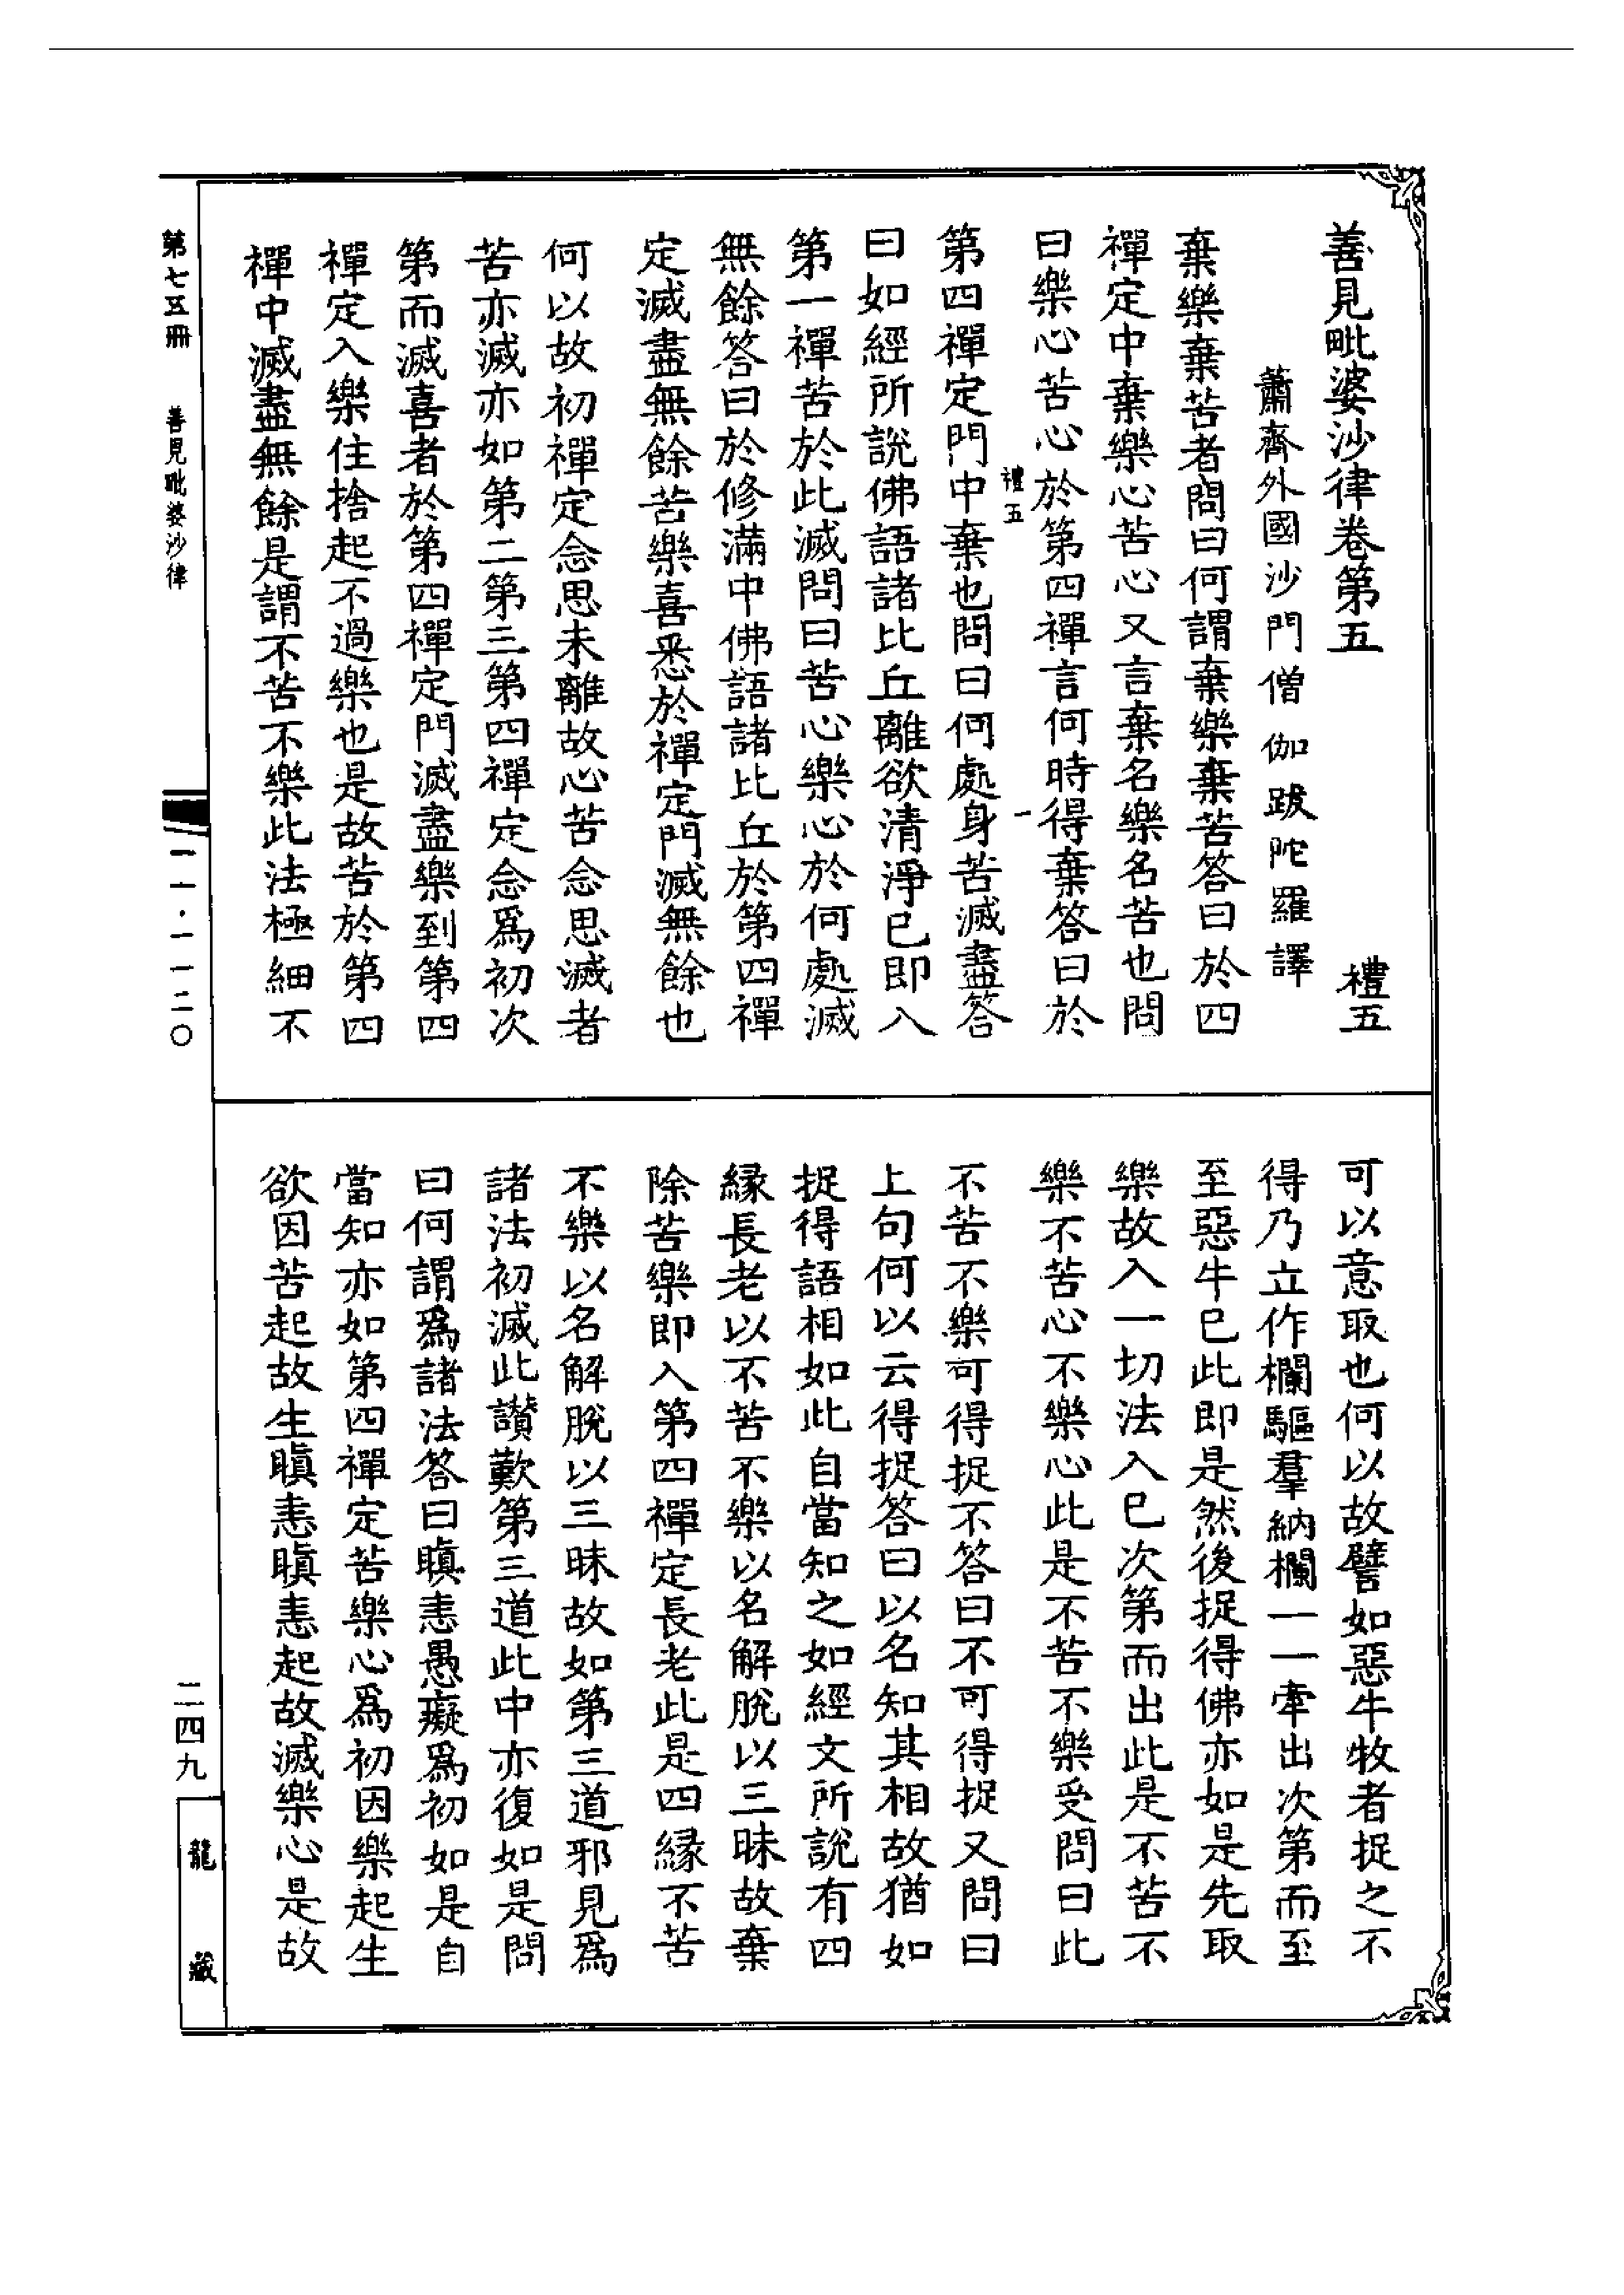 善見毗婆沙律卷第五　禮五
蕭齊外國沙門僧伽跋陀羅譯
棄樂棄苦者問曰何謂棄樂棄苦答曰於四
禪定中棄樂心苦心又言棄名樂名苦也問
曰樂心苦心於第四禪言何時得棄答曰於
禮五　一
第四禪定門中棄也問曰何處身苦滅盡答
曰如經所說佛語諸比丘離欲清淨已即入
第一禪苦於此滅問曰苦心樂心於何處滅
無餘答曰於修滿中佛語諸比丘於第四禪
定滅盡無餘苦樂喜悉於禪定門滅無餘也
何以故初禪定念思未離故心苦念思滅者
苦亦滅亦如第二第三第四禪定念爲初次
第而滅喜者於第四禪定門滅盡樂到第四
禪定入樂住捨起不過樂也是故苦於第四
禪中滅盡無餘是謂不苦不樂此法極細不
可以意取也何以故譬如惡牛牧者捉之不
得乃立作欄驅羣納欄一一牽出次第而至
至惡牛已此即是然後捉得佛亦如是先取
樂故入一切法入已次第而出此是不苦不
樂不苦心不樂心此是不苦不樂受問曰此
不苦不樂可得捉不答曰不可得捉又問曰
上句何以云得捉答曰以名知其相故猶如
捉得語相如此自當知之如經文所說有四
緣長老以不苦不樂以名解脫以三昧故棄
除苦樂即入第四禪定長老此是四緣不苦
不樂以名解脫以三昧故如第三道邪見爲
諸法初滅此讚歎第三道此中亦復如是問
曰何謂爲諸法答曰瞋恚愚癡爲初如是自
當知亦如第四禪定苦樂心爲初因樂起生
欲因苦起故生瞋恚瞋恚起故滅樂心是故
第七五冊　善見毗婆沙律
一一·一一二〇
二四九
龍藏